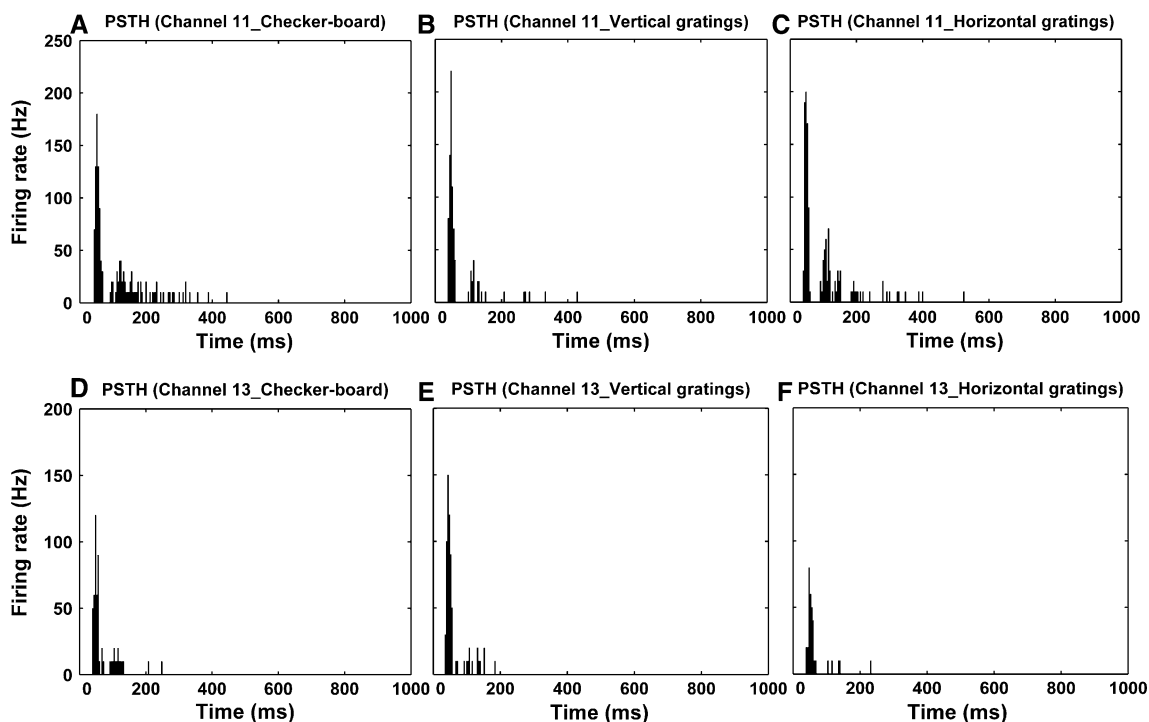 A PSTH (Channel 11_Checker-board)
B PSTH (Channel 11_Vertical gratings)
C PSTH (Channel 11_Horizontal gratings)
Firing rate (Hz)
250
200
150
100
50
0
0 200 400 600 800 1000
0 200 400 600 800 1000
0 200 400 600 800 1000
Time (ms)
Time (ms)
Time (ms)
D PSTH (Channel 13_Checker-board)
E PSTH (Channel 13_Vertical gratings)
F PSTH (Channel 13_Horizontal gratings)
Firing rate (Hz)
200
150
100
50
0
0 200 400 600 800 1000
0 200 400 600 800 1000
0 200 400 600 800 1000
Time (ms)
Time (ms)
Time (ms)